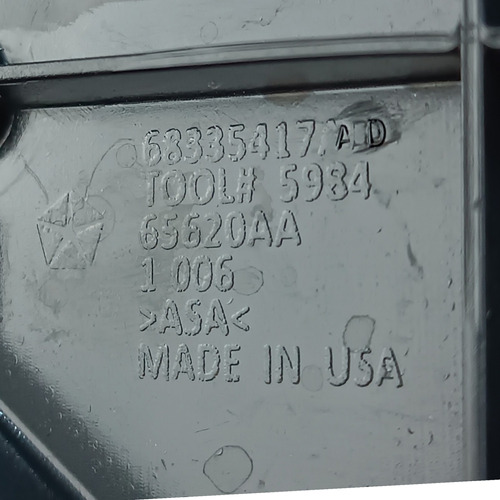 68335417AD
TOOL# 5984
65620AA
1 006
>ASA<
MADE IN USA